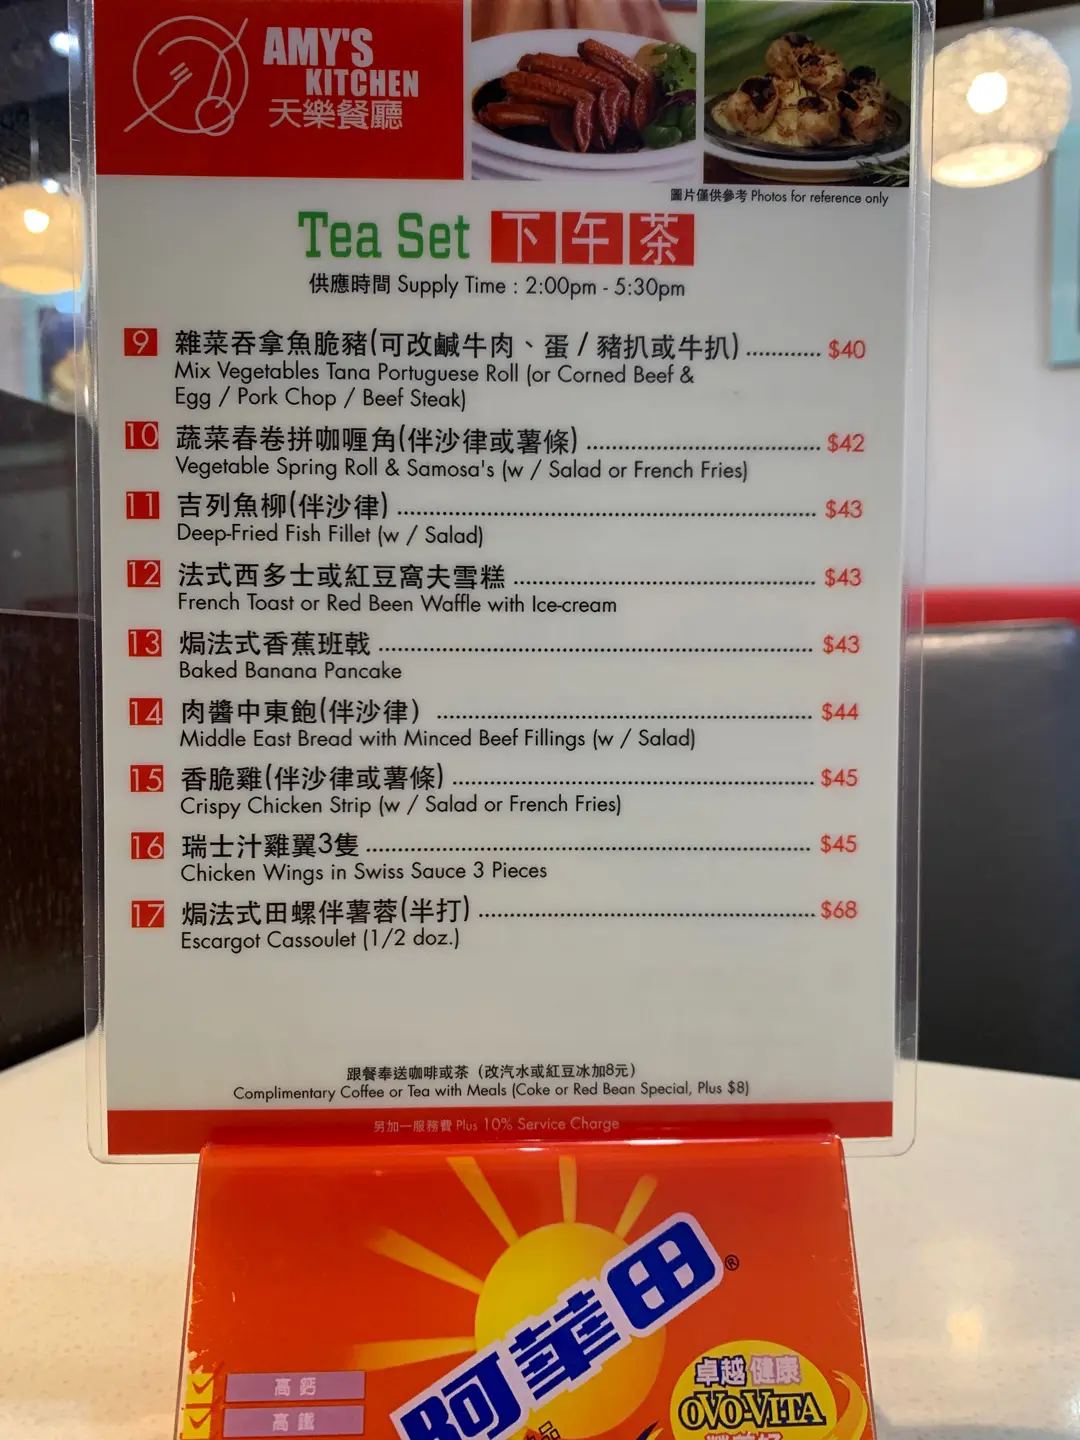 AMY'S
KITCHEN
天樂餐廳
圖片僅供參考 Photos for reference only
Tea Set 下午茶
供應時間 Supply Time : 2:00pm - 5:30pm
9 雜菜吞拿魚脆豬(可改鹹牛肉、蛋 / 豬扒或牛扒) ............ $40
Mix Vegetables Tana Portuguese Roll (or Corned Beef &
Egg / Pork Chop / Beef Steak)
10 蔬菜春卷拼咖喱角(伴沙律或薯條) ............ $42
Vegetable Spring Roll & Samosa's (w / Salad or French Fries)
11 吉列魚柳(伴沙律) ............ $43
Deep-Fried Fish Fillet (w / Salad)
12 法式西多士或紅豆窩夫雪糕 ............ $43
French Toast or Red Been Waffle with Ice-cream
13 焗法式香蕉班戟 ............ $43
Baked Banana Pancake
14 肉醬中東飽(伴沙律) ............ $44
Middle East Bread with Minced Beef Fillings (w / Salad)
15 香脆雞(伴沙律或薯條) ............ $45
Crispy Chicken Strip (w / Salad or French Fries)
16 瑞士汁雞翼3隻 ............ $45
Chicken Wings in Swiss Sauce 3 Pieces
17 焗法式田螺伴薯蓉(半打) ............ $68
Escargot Cassoulet (1/2 doz.)
跟餐奉送咖啡或茶 (改汽水或紅豆冰加8元)
Complimentary Coffee or Tea with Meals (Coke or Red Bean Special, Plus $8)
另加一服務費 Plus 10% Service Charge
阿華田®
卓越健康
OVO-VITA
高鈣
高鐵